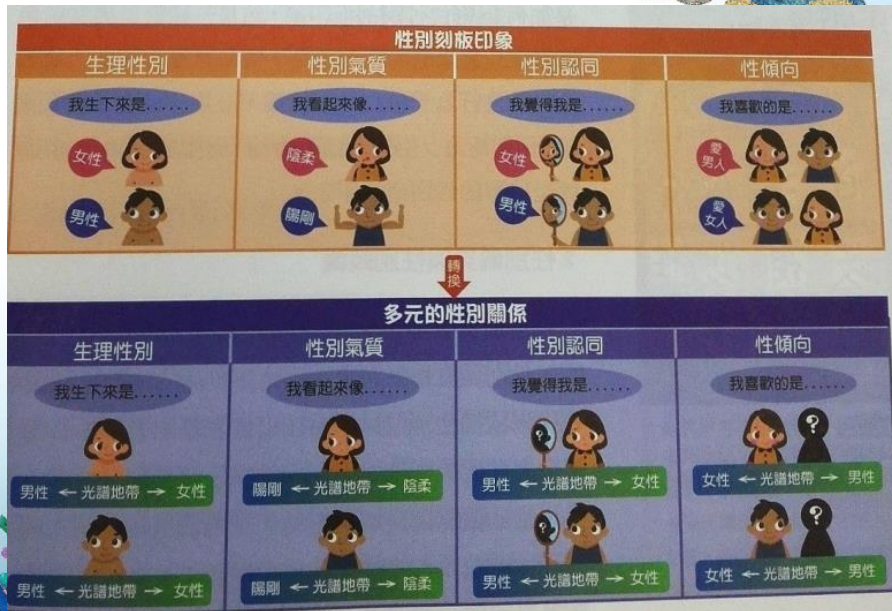 性別刻板印象
生理性別 性別氣質 性別認同 性傾向
我生下來是...... 我看起來像...... 我覺得我是...... 我喜歡的是......
女性 陰柔 女性 愛男人
男性 陽剛 男性 愛女人
轉換
多元的性別關係
生理性別 性別氣質 性別認同 性傾向
我生下來是...... 我看起來像...... 我覺得我是...... 我喜歡的是......
? ?
男性 ← 光譜地帶 → 女性 陽剛 ← 光譜地帶 → 陰柔 男性 ← 光譜地帶 → 女性 女性 ← 光譜地帶 → 男性
? ?
男性 ← 光譜地帶 → 女性 陽剛 ← 光譜地帶 → 陰柔 男性 ← 光譜地帶 → 女性 女性 ← 光譜地帶 → 男性